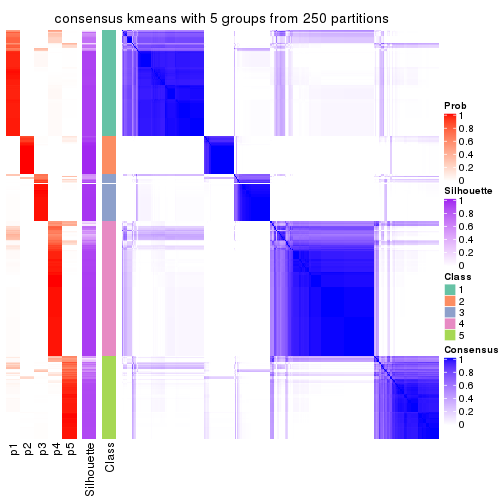 consensus kmeans with 5 groups from 250 partitions
Prob
1
0.8
0.6
0.4
0.2
0
Silhouette
1
0.8
0.6
0.4
0.2
0
Class
1
2
3
4
5
Consensus
1
0.8
0.6
0.4
0.2
0
p1
p2
p3
p4
p5
Silhouette
Class